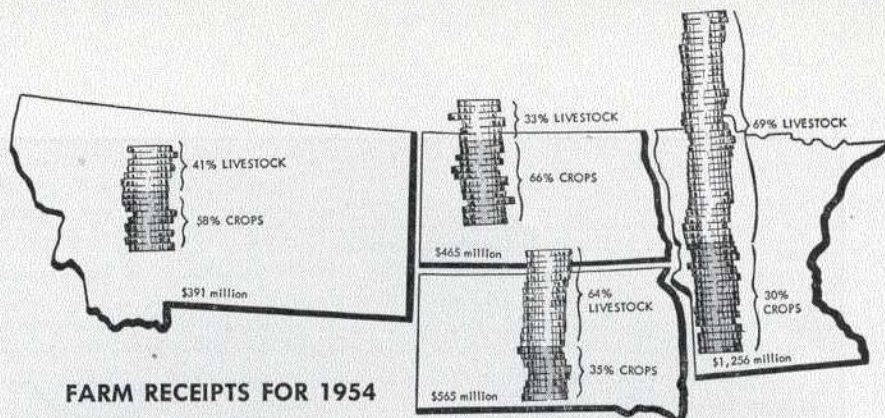 41% LIVESTOCK
58% CROPS
$391 million
33% LIVESTOCK
66% CROPS
$465 million
64%
LIVESTOCK
35% CROPS
$565 million
69% LIVESTOCK
30%
CROPS
$1,256 million
FARM RECEIPTS FOR 1954